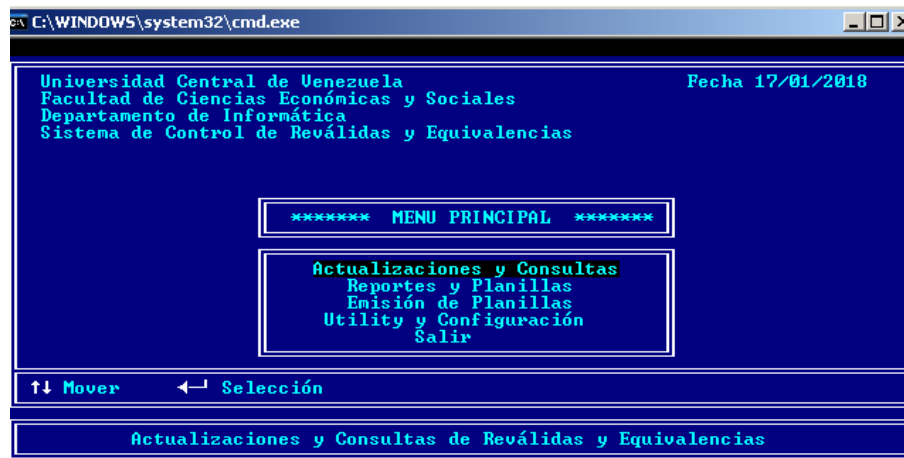 C:\WINDOWS\system32\cmd.exe
Universidad Central de Venezuela Fecha 17/01/2018
Facultad de Ciencias Económicas y Sociales
Departamento de Informática
Sistema de Control de Reválidas y Equivalencias
******* MENU PRINCIPAL *******
Actualizaciones y Consultas
Reportes y Planillas
Emisión de Planillas
Utility y Configuración
Salir
↑↓ Mover ←┘ Selección
Actualizaciones y Consultas de Reválidas y Equivalencias